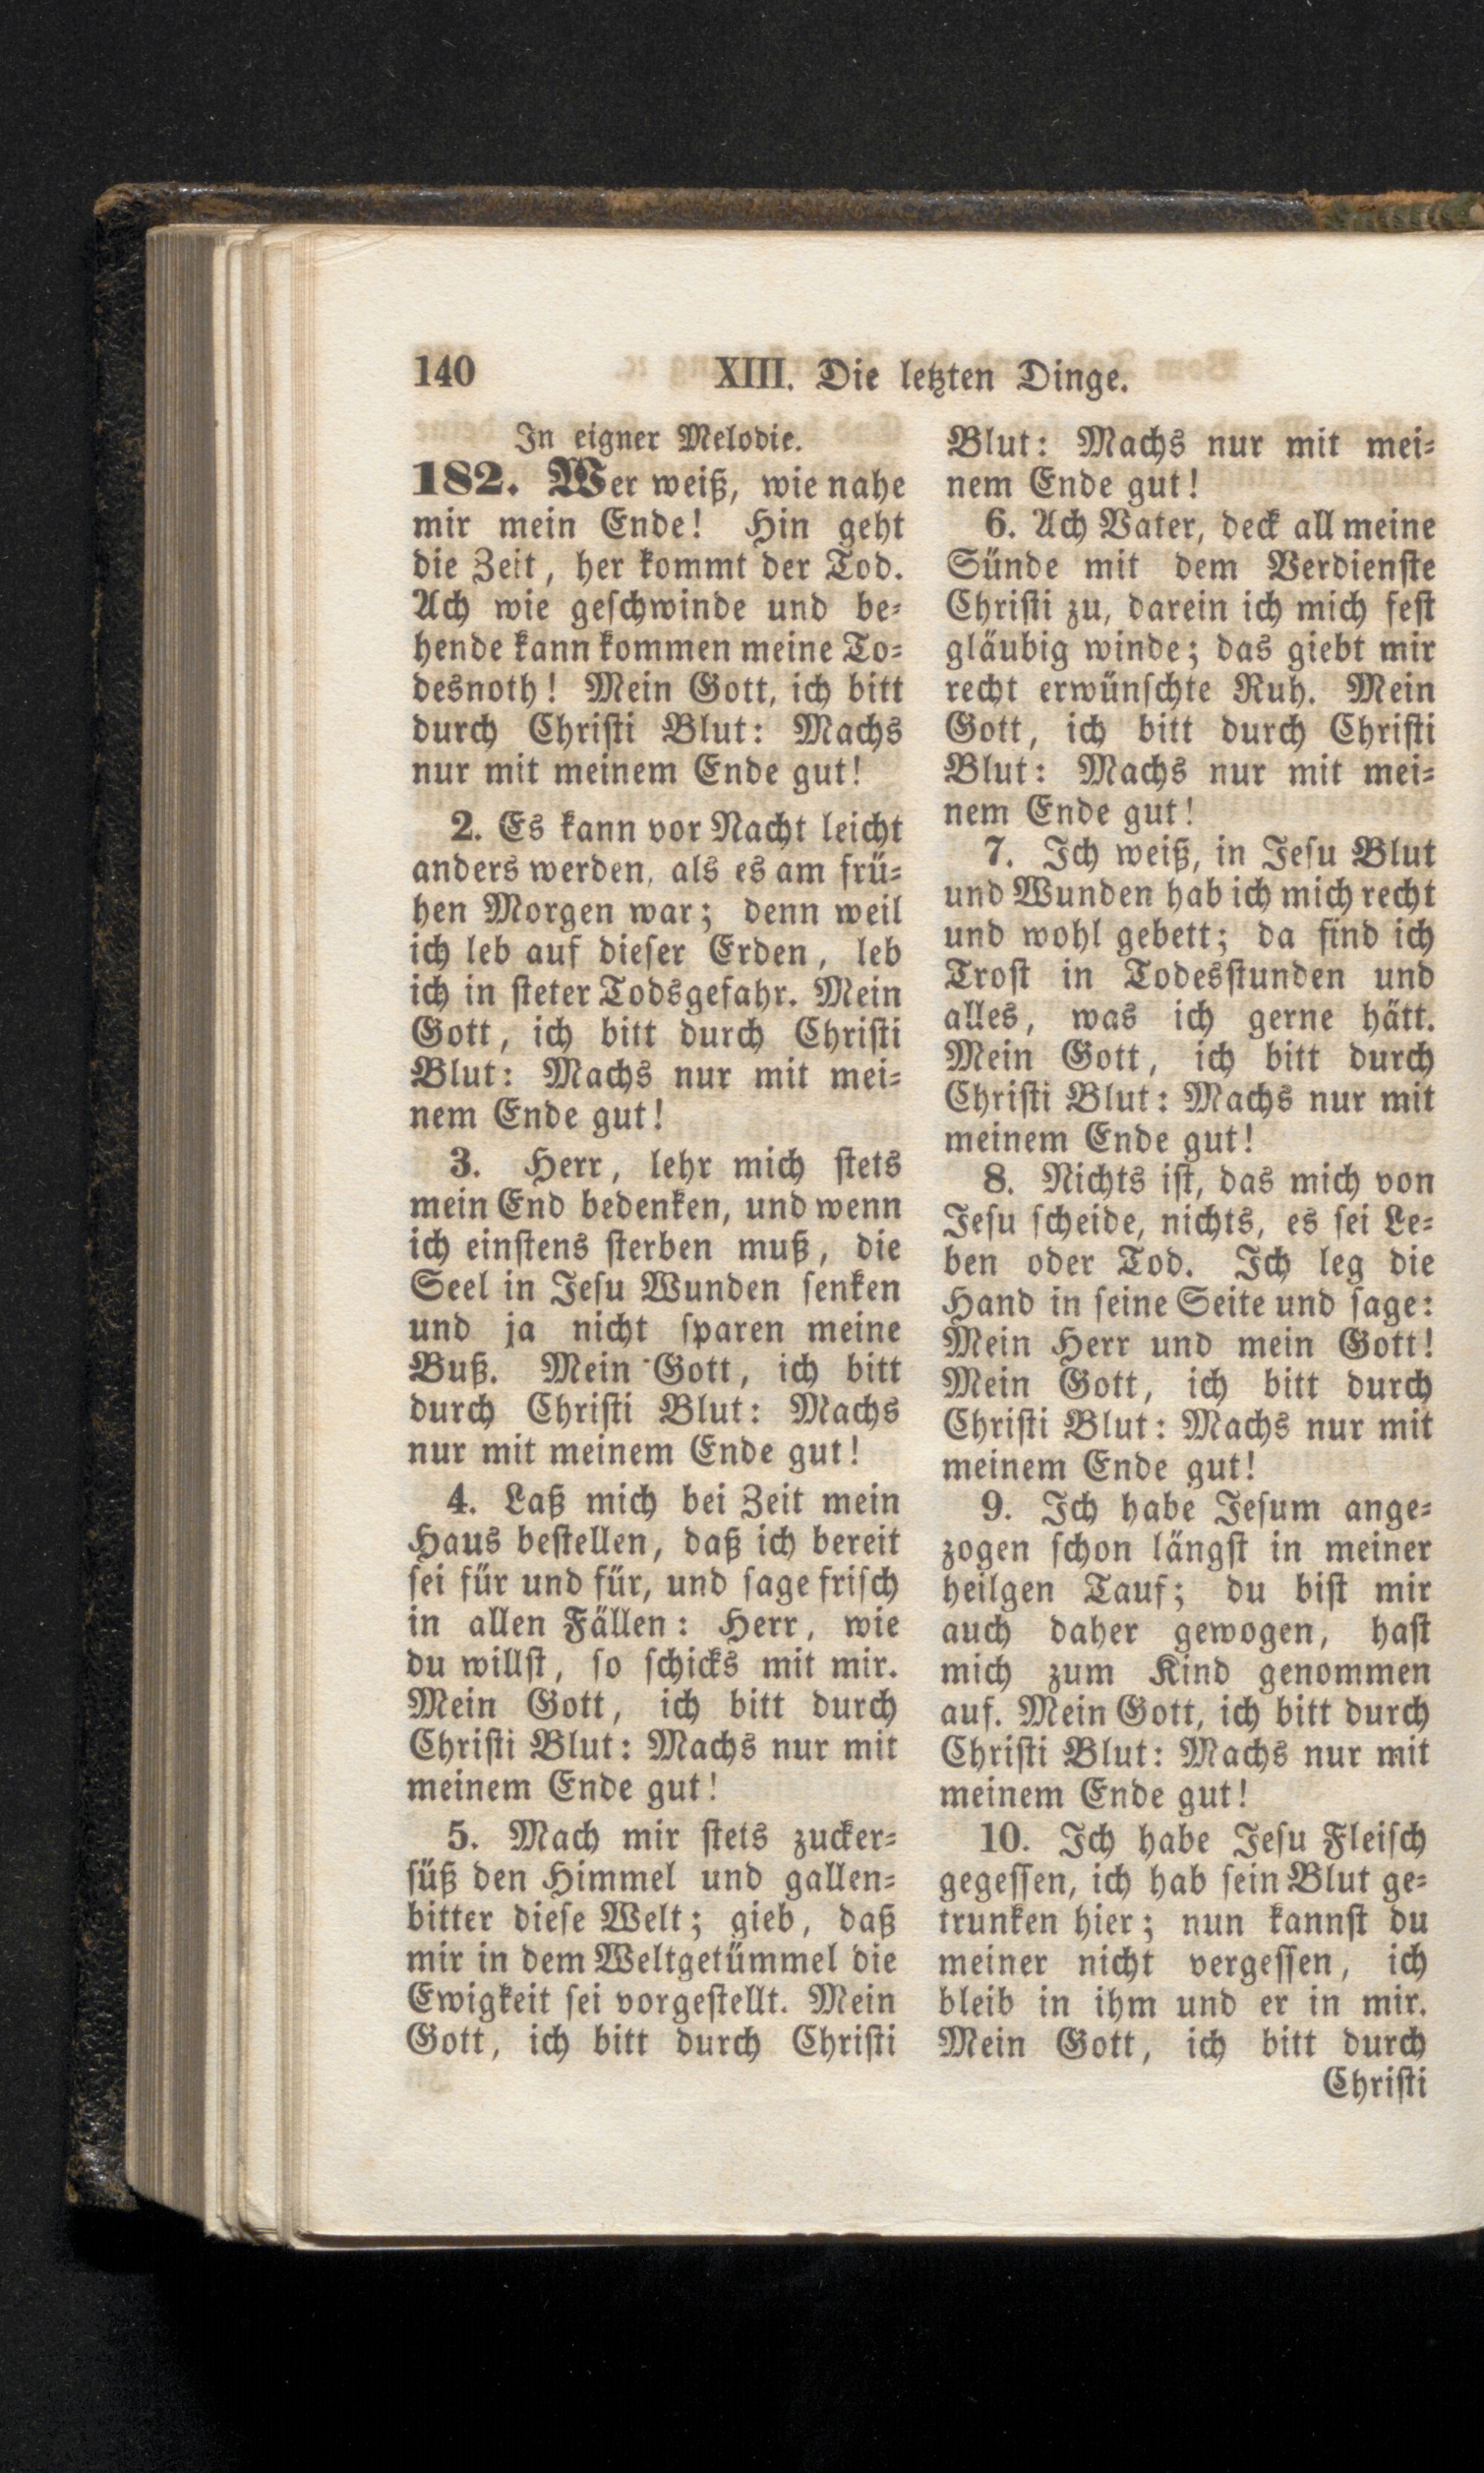 140 XIII. Die letzten Dinge.
In eigner Melodie.
182. Wer weiß, wie nahe
mir mein Ende! Hin geht
die Zeit, her kommt der Tod.
Ach wie geschwinde und be-
hende kann kommen meine To-
desnoth! Mein Gott, ich bitt
durch Christi Blut: Machs
nur mit meinem Ende gut!
2. Es kann vor Nacht leicht
anders werden, als es am frü-
hen Morgen war; denn weil
ich leb auf dieser Erden, leb
ich in steter Todsgefahr. Mein
Gott, ich bitt durch Christi
Blut: Machs nur mit mei-
nem Ende gut!
3. Herr, lehr mich stets
mein End bedenken, und wenn
ich einstens sterben muß, die
Seel in Jesu Wunden senken
und ja nicht sparen meine
Buß. Mein Gott, ich bitt
durch Christi Blut: Machs
nur mit meinem Ende gut!
4. Laß mich bei Zeit mein
Haus bestellen, daß ich bereit
sei für und für, und sage frisch
in allen Fällen: Herr, wie
du willst, so schicks mit mir.
Mein Gott, ich bitt durch
Christi Blut: Machs nur mit
meinem Ende gut!
5. Mach mir stets zucker-
süß den Himmel und gallen-
bitter diese Welt; gieb, daß
mir in dem Weltgetümmel die
Ewigkeit sei vorgestellt. Mein
Gott, ich bitt durch Christi
Blut: Machs nur mit mei-
nem Ende gut!
6. Ach Vater, deck all meine
Sünde mit dem Verdienste
Christi zu, darein ich mich fest
gläubig winde; das giebt mir
recht erwünschte Ruh. Mein
Gott, ich bitt durch Christi
Blut: Machs nur mit mei-
nem Ende gut!
7. Ich weiß, in Jesu Blut
und Wunden hab ich mich recht
und wohl gebett; da find ich
Trost in Todesstunden und
alles, was ich gerne hätt.
Mein Gott, ich bitt durch
Christi Blut: Machs nur mit
meinem Ende gut!
8. Nichts ist, das mich von
Jesu scheide, nichts, es sei Le-
ben oder Tod. Ich leg die
Hand in seine Seite und sage:
Mein Herr und mein Gott!
Mein Gott, ich bitt durch
Christi Blut: Machs nur mit
meinem Ende gut!
9. Ich habe Jesum ange-
zogen schon längst in meiner
heilgen Tauf; du bist mir
auch daher gewogen, hast
mich zum Kind genommen
auf. Mein Gott, ich bitt durch
Christi Blut: Machs nur mit
meinem Ende gut!
10. Ich habe Jesu Fleisch
gegessen, ich hab sein Blut ge-
trunken hier; nun kannst du
meiner nicht vergessen, ich
bleib in ihm und er in mir.
Mein Gott, ich bitt durch
Christi